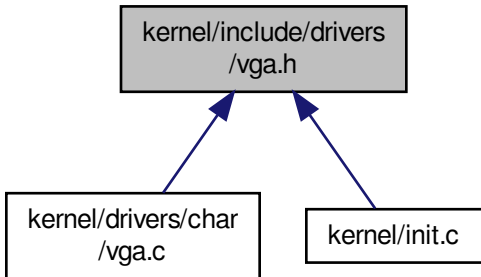 kernel/include/drivers
/vga.h
kernel/drivers/char
/vga.c
kernel/init.c